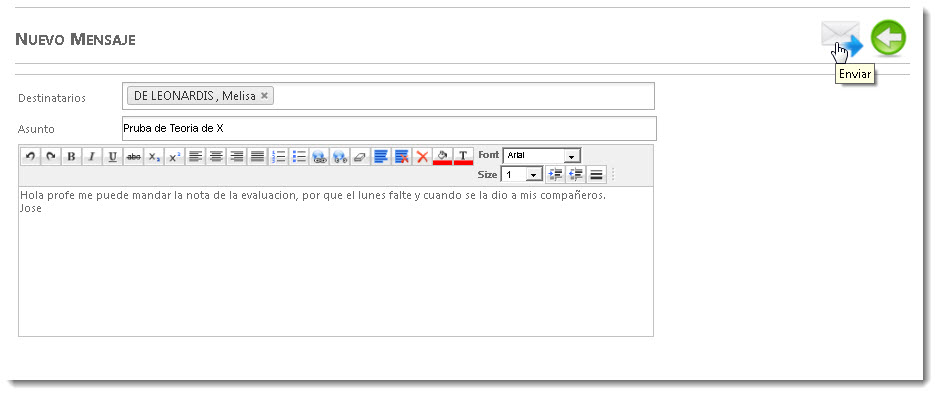 NUEVO MENSAJE
Enviar
Destinatarios DE LEONARDIS , Melisa ×
Asunto Pruba de Teoria de X
B I U abc X₂ X² Font Arial
Size 1
Hola profe me puede mandar la nota de la evaluacion, por que el lunes falte y cuando se la dio a mis compañeros.
Jose